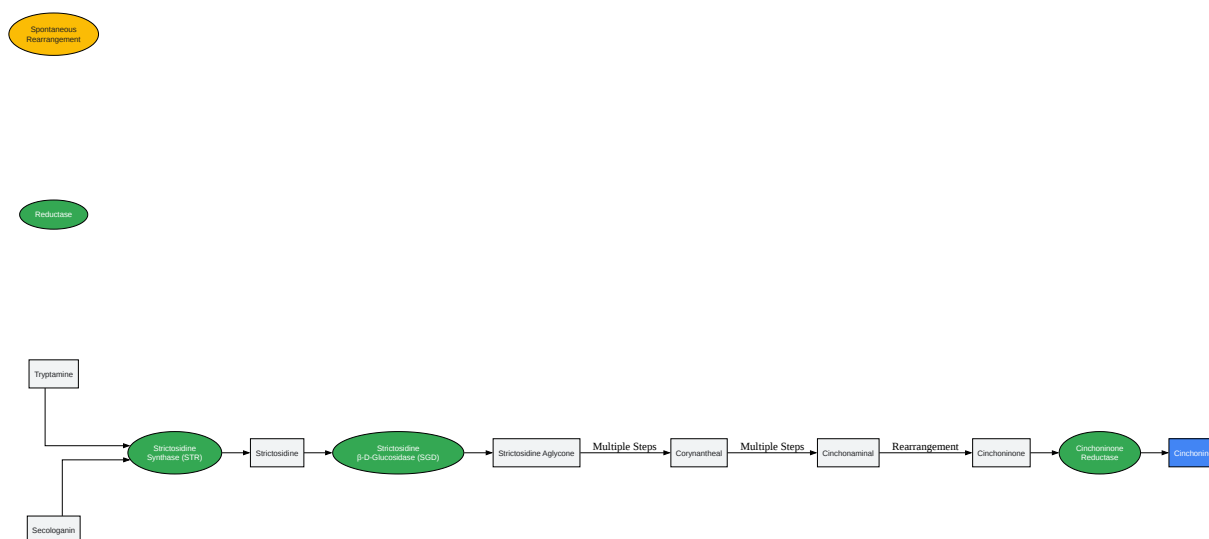 Spontaneous
Rearrangement
Reductase
Tryptamine
Strictosidine
Synthase (STR)
Strictosidine
Strictosidine
β-D-Glucosidase (SGD)
Strictosidine Aglycone
Multiple Steps
Corynantheal
Multiple Steps
Cinchonaminal
Rearrangement
Cinchoninone
Cinchoninone
Reductase
Secologanin